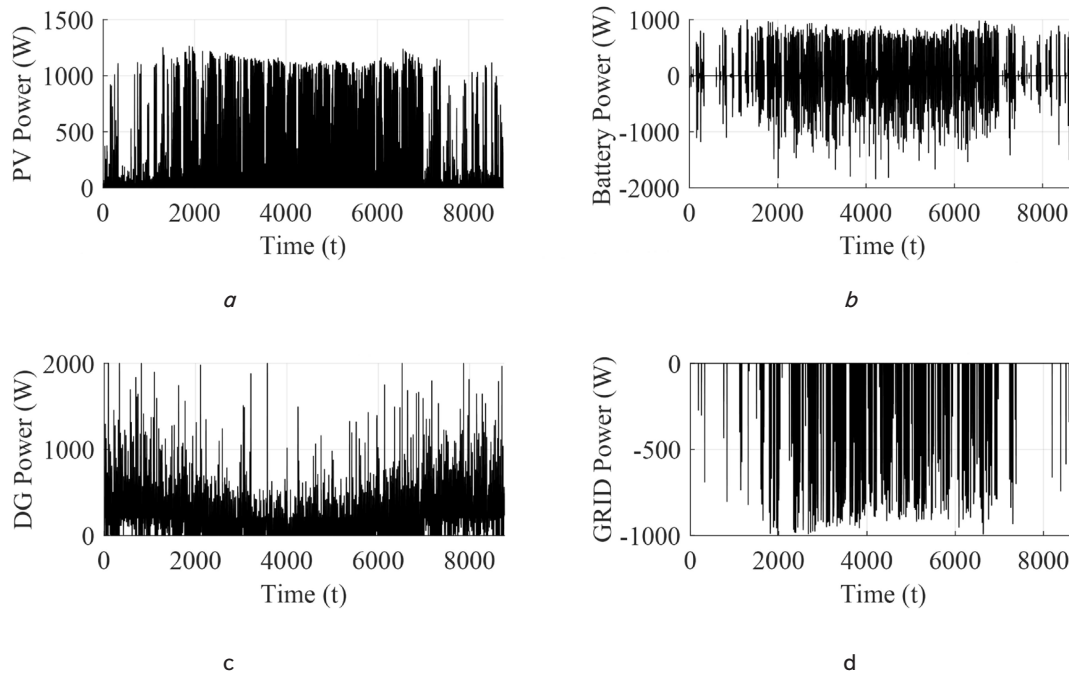 1500
1000
500
0
PV Power (W)
0 2000 4000 6000 8000
Time (t)
a
1000
0
-1000
-2000
Battery Power (W)
0 2000 4000 6000 8000
Time (t)
b
2000
1000
0
DG Power (W)
0 2000 4000 6000 8000
Time (t)
c
0
-500
-1000
GRID Power (W)
0 2000 4000 6000 8000
Time (t)
d